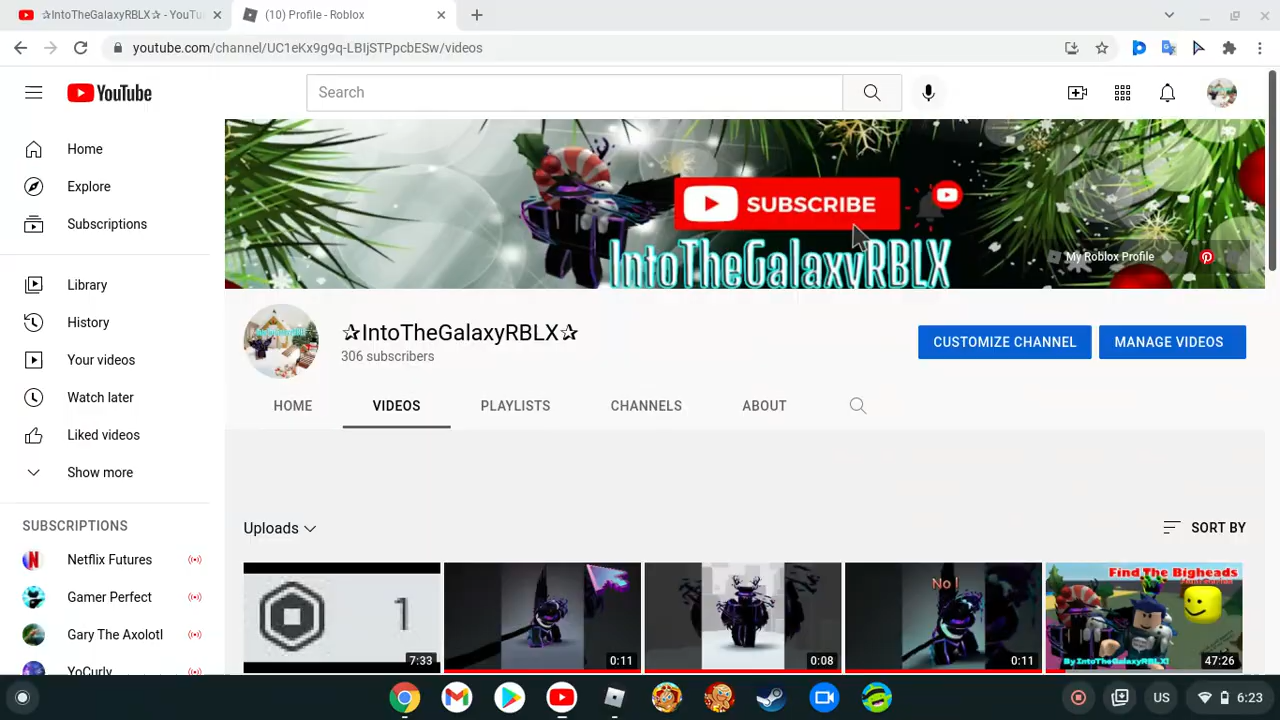 ✰IntoTheGalaxyRBLX✰ - YouTu
(10) Profile - Roblox
youtube.com/channel/UC1eKx9g9q-LBIjSTPpcbESw/videos
YouTube
Search
Home
Explore
Subscriptions
Library
History
Your videos
Watch later
Liked videos
Show more
SUBSCRIPTIONS
Netflix Futures
Gamer Perfect
Gary The Axolotl
YoCurly
SUBSCRIBE
IntoTheGalaxyRBLX
My Roblox Profile
✰IntoTheGalaxyRBLX✰
306 subscribers
CUSTOMIZE CHANNEL
MANAGE VIDEOS
HOME
VIDEOS
PLAYLISTS
CHANNELS
ABOUT
Uploads
SORT BY
1
7:33
0:11
0:08
No !
0:11
Find The Bigheads
By IntoTheGalaxyRBLX!
47:26
US
6:23